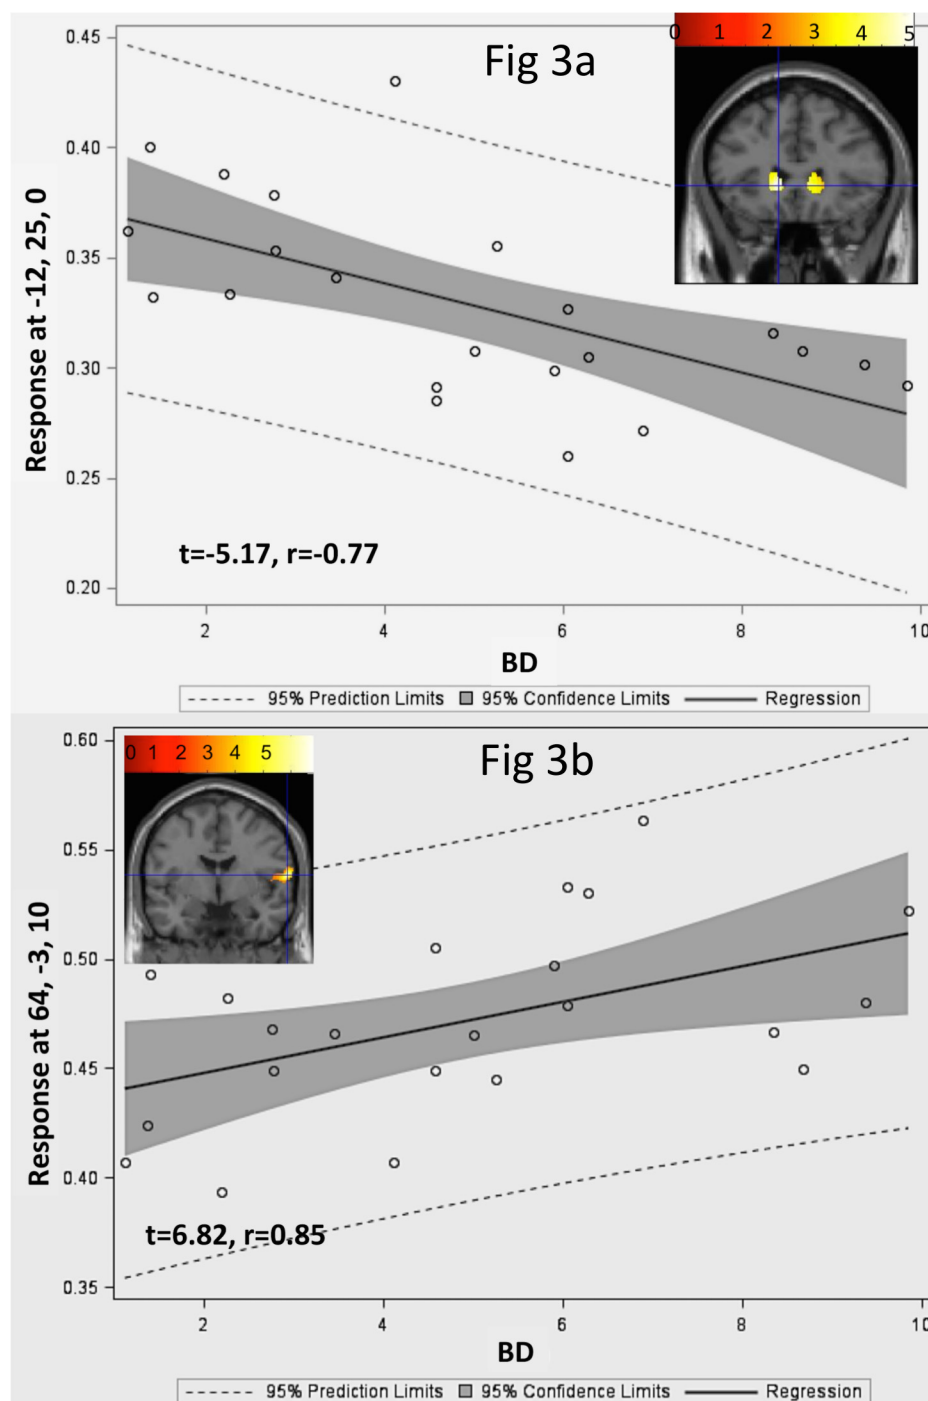 Fig 3a
0 1 2 3 4 5
0.45
0.40
0.35
0.30
0.25
0.20
Response at -12, 25, 0
t=-5.17, r=-0.77
2 4 6 8 10
BD
95% Prediction Limits 95% Confidence Limits Regression
Fig 3b
0 1 2 3 4 5
0.60
0.55
0.50
0.45
0.40
0.35
Response at 64, -3, 10
t=6.82, r=0.85
2 4 6 8 10
BD
95% Prediction Limits 95% Confidence Limits Regression